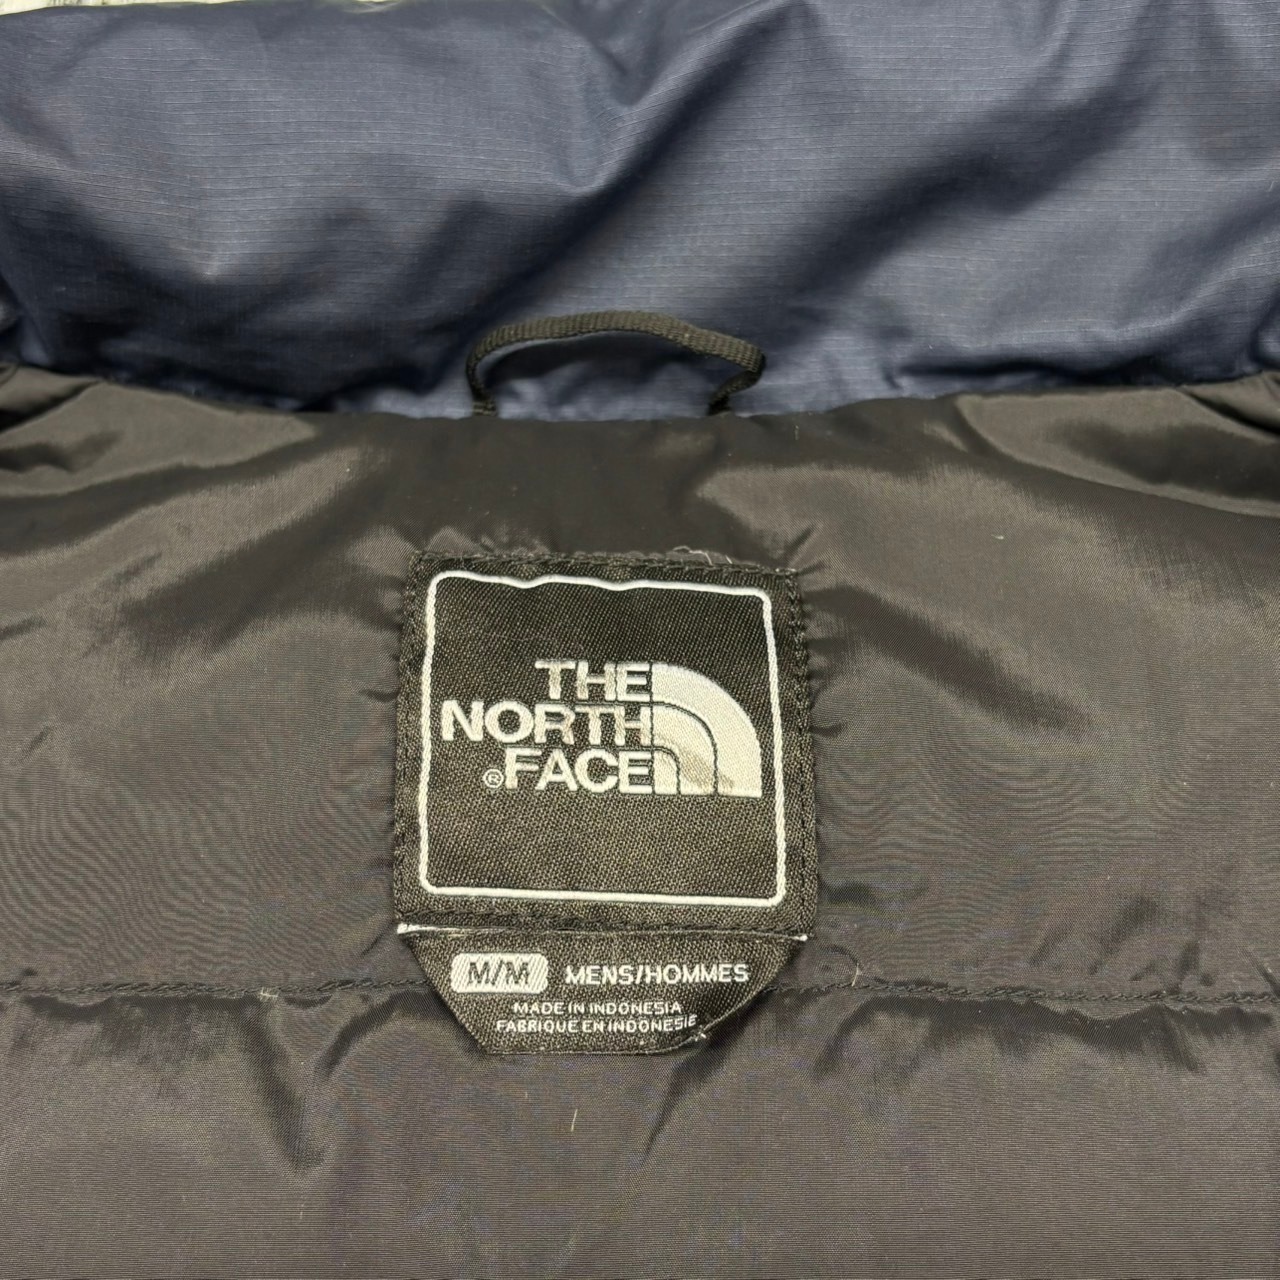 THE
NORTH
®FACE
M/M MENS/HOMMES
MADE IN INDONESIA
FABRIQUE EN INDONESIE